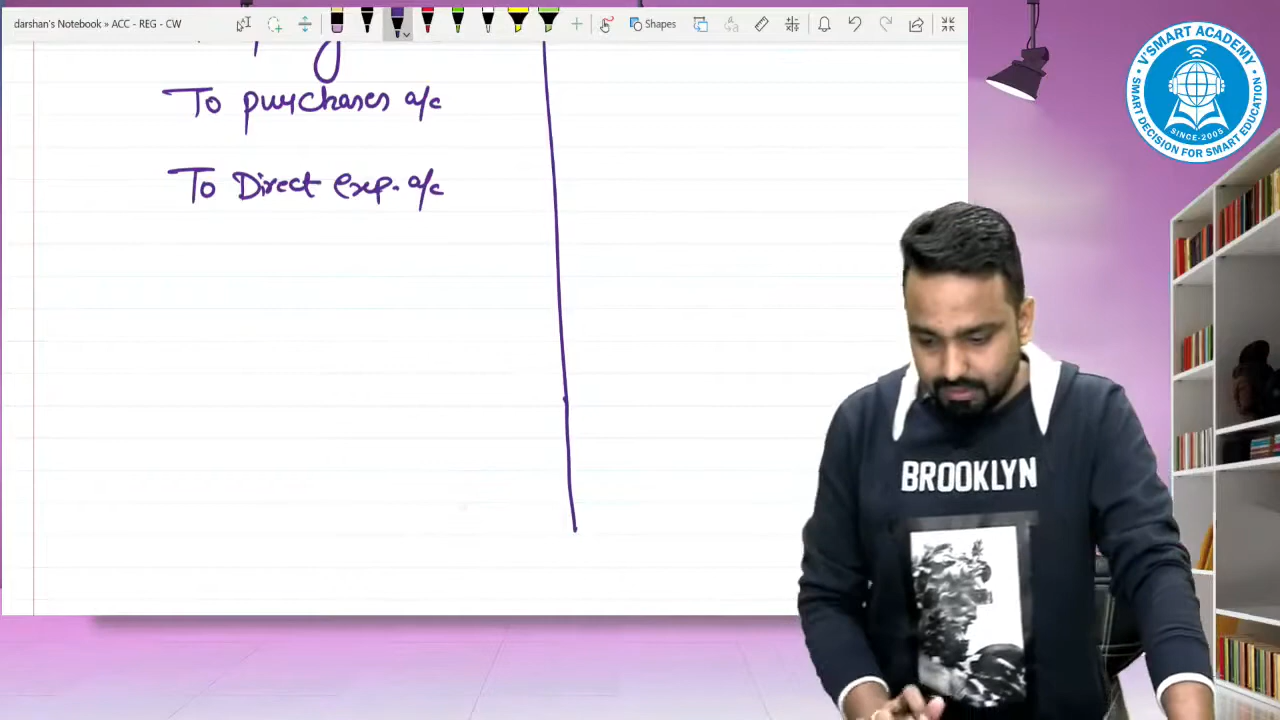 darshan's Notebook » ACC - REG - CW
Shapes
To purchases a/c
To Direct exp. a/c
V'SMART ACADEMY
SINCE-2005
SMART DECISION FOR SMART EDUCATION
BROOKLYN